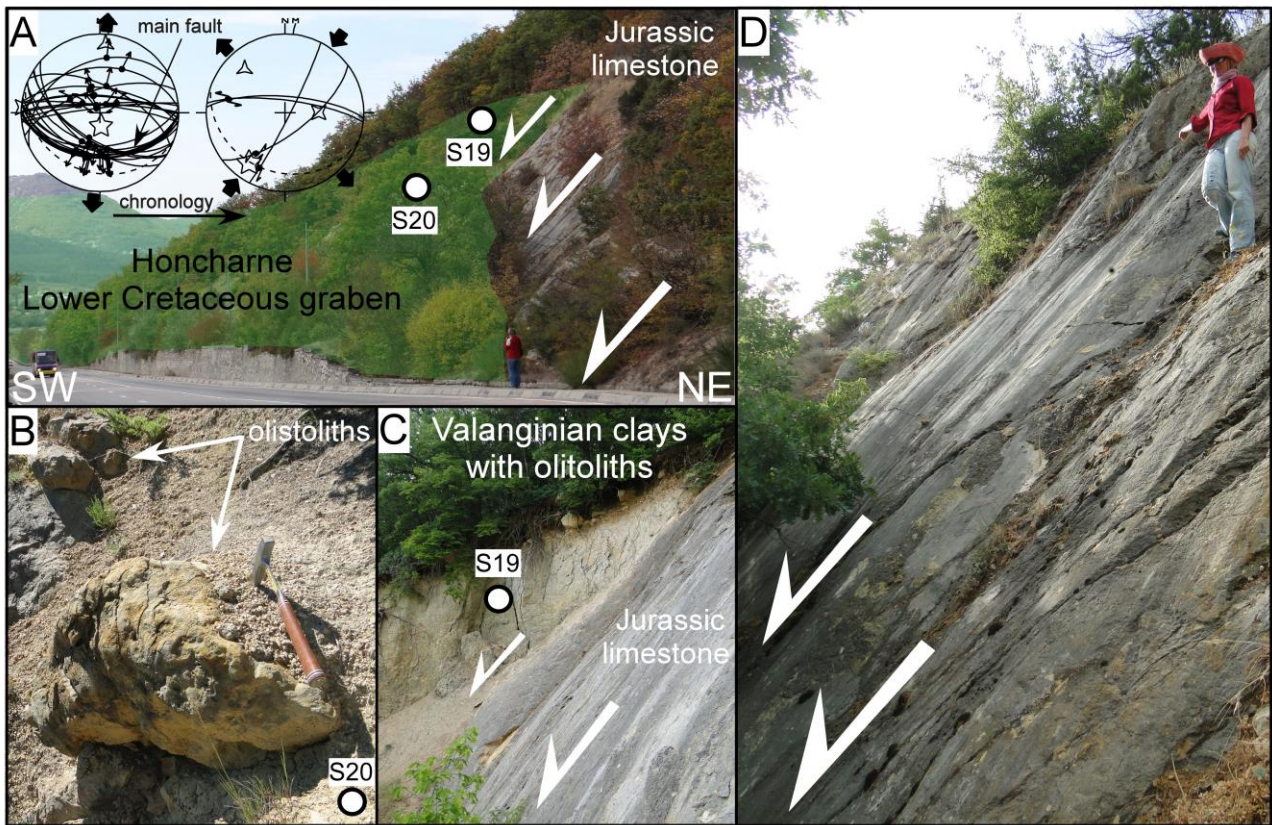 A
main fault
N M
chronology
Jurassic
limestone
S19
S20
Honcharne
Lower Cretaceous graben
SW
NE
B
olistoliths
S20
C
Valanginian clays
with olitoliths
S19
Jurassic
limestone
D